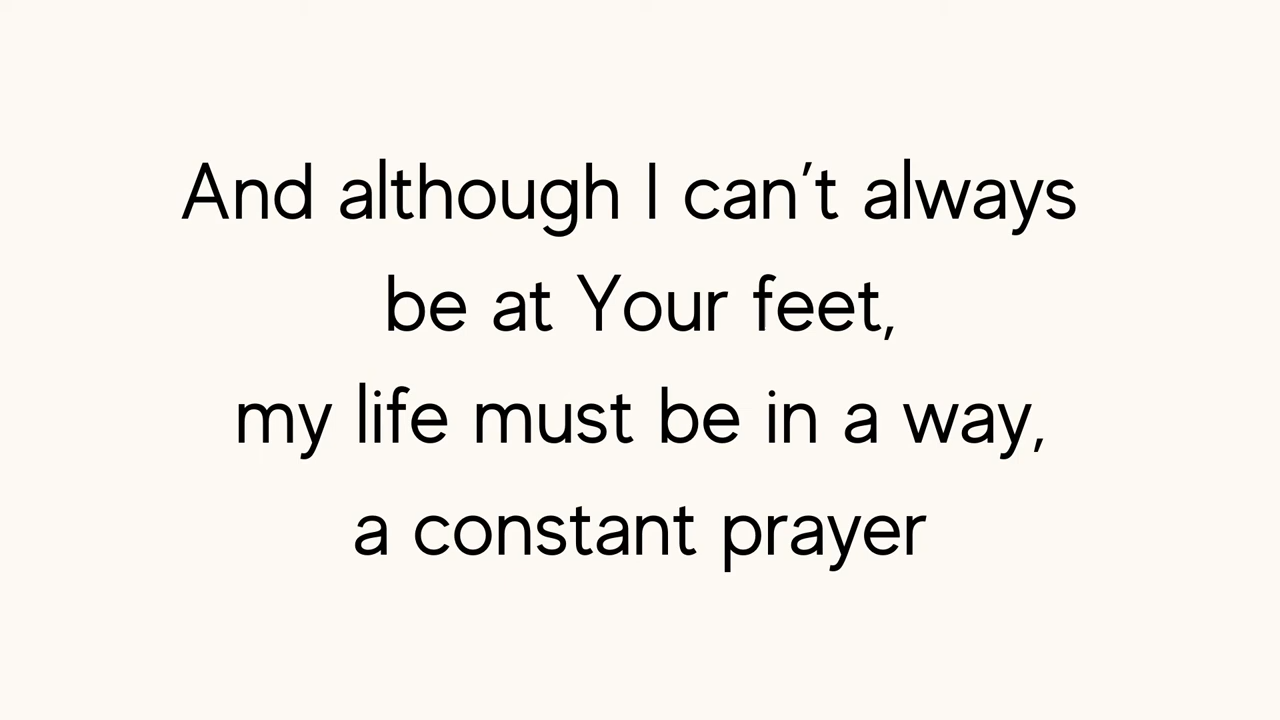 And although I can’t always
be at Your feet,
my life must be in a way,
a constant prayer